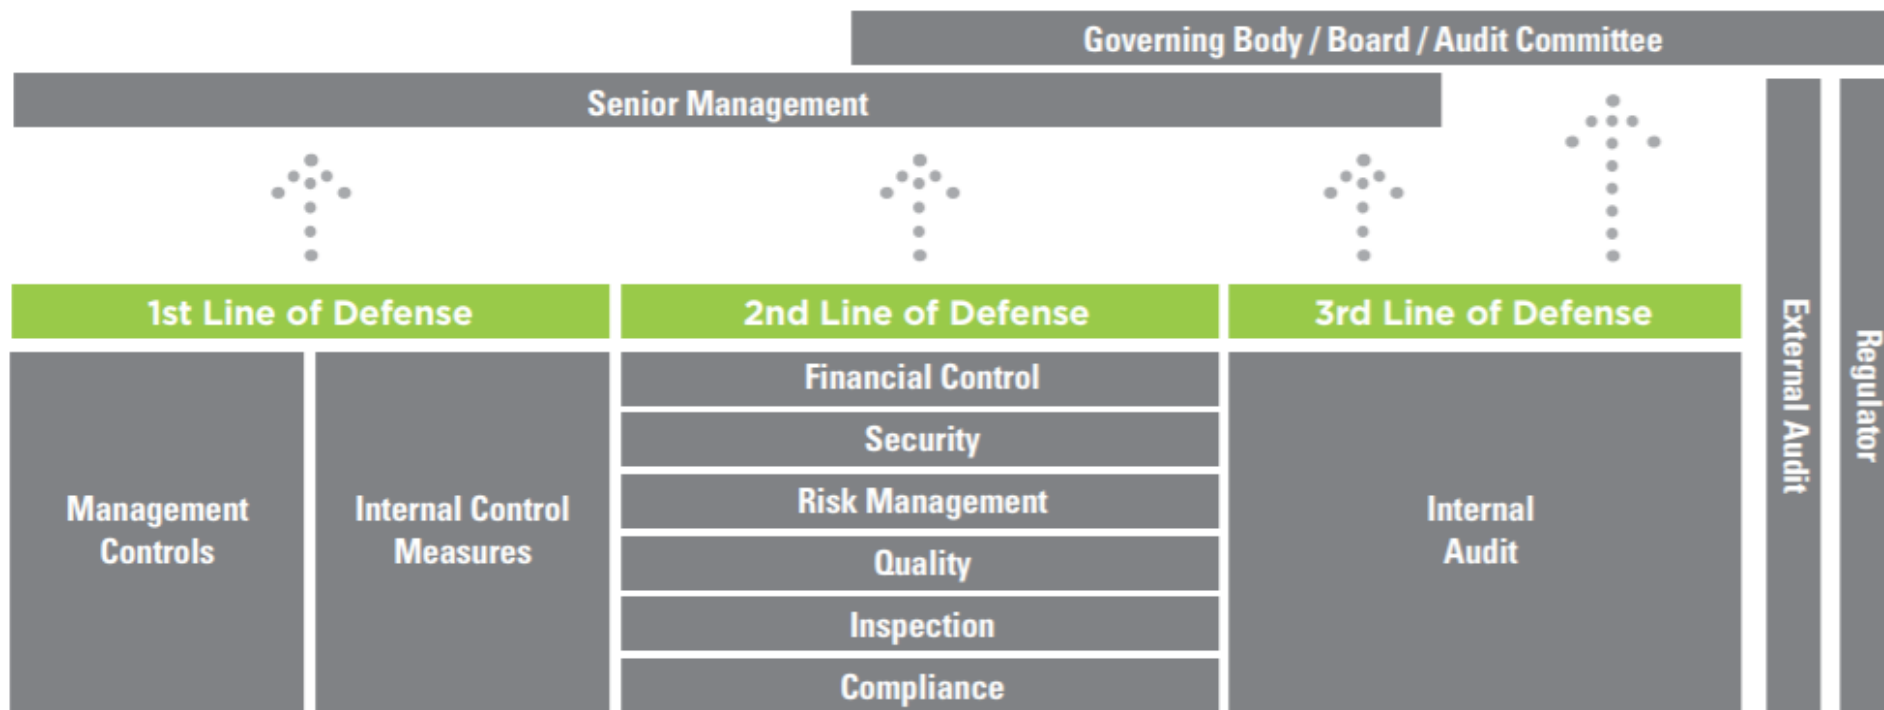 Governing Body / Board / Audit Committee
Senior Management
1st Line of Defense
2nd Line of Defense
3rd Line of Defense
Management
Controls
Internal Control
Measures
Financial Control
Security
Risk Management
Quality
Inspection
Compliance
Internal
Audit
External Audit
Regulator